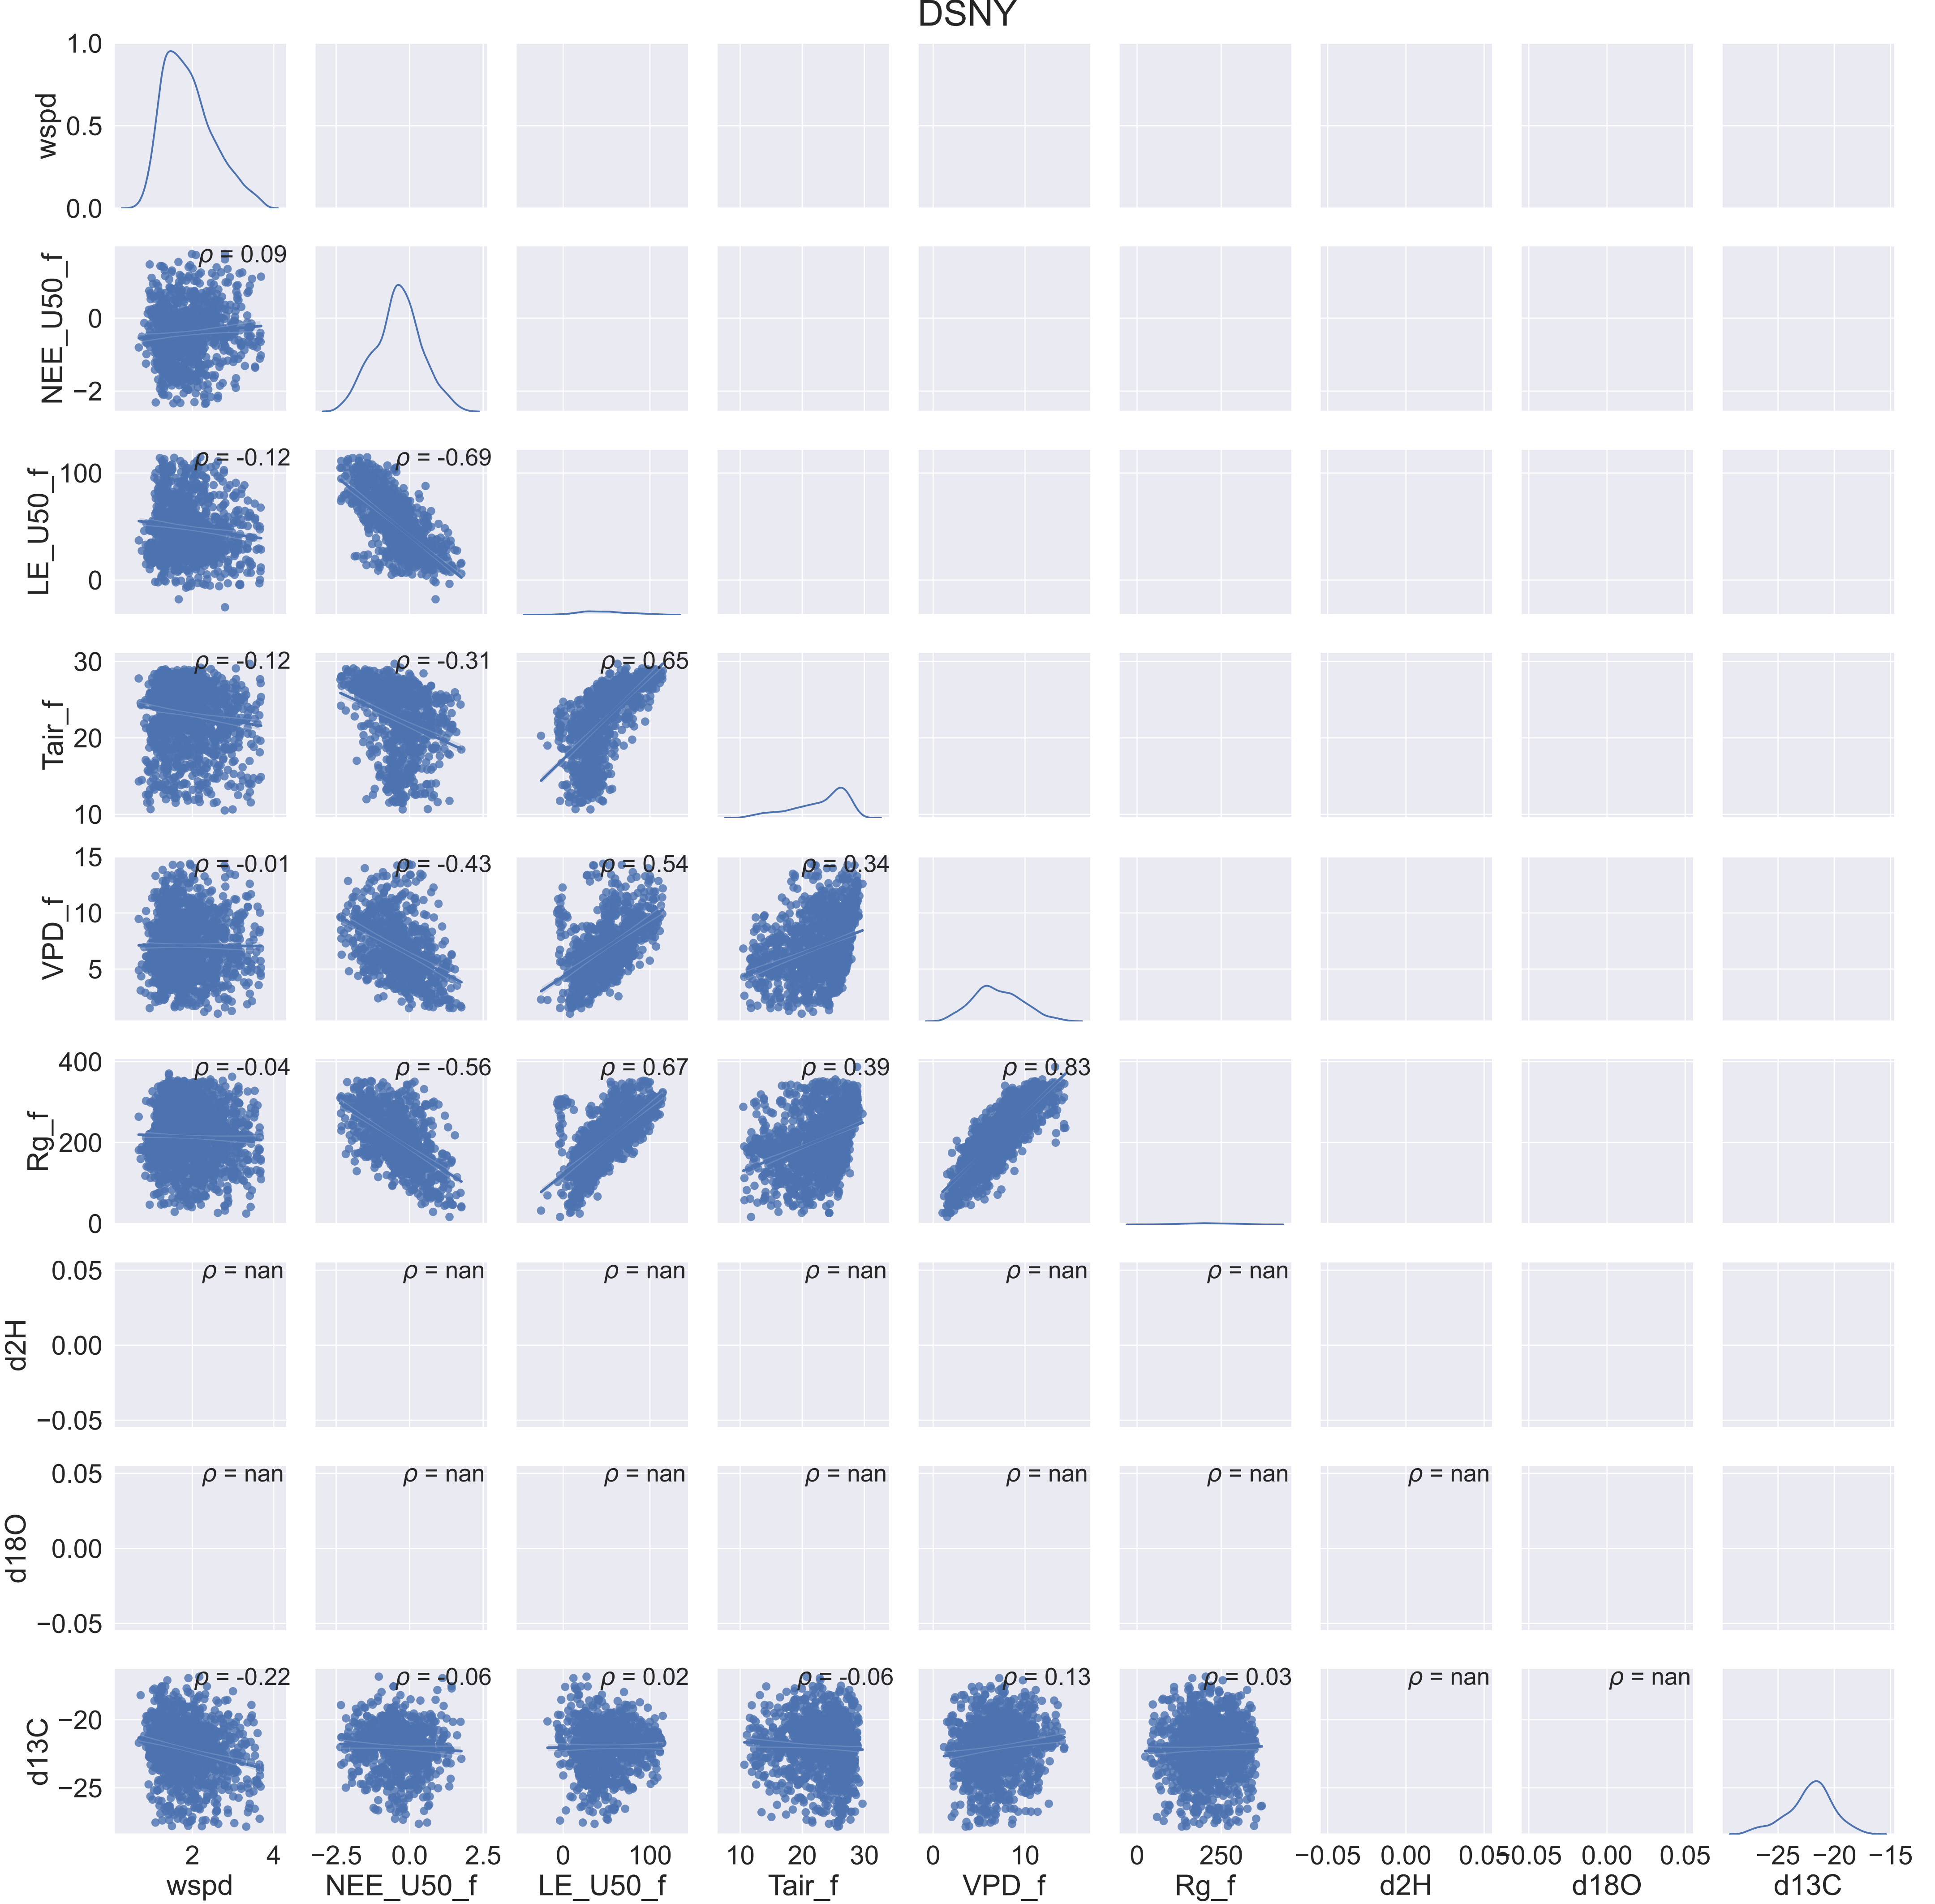 DSNY
1.0
wspd
0.5
0.0
ρ = 0.09
NEE_U50_f
0
−2
ρ = -0.12 ρ = -0.69
LE_U50_f
100
0
ρ = -0.12 ρ = -0.31 ρ = 0.65
30
Tair_f
20
10
ρ = -0.01 ρ = -0.43 ρ = 0.54 ρ = 0.34
15
VPD_f
10
5
ρ = -0.04 ρ = -0.56 ρ = 0.67 ρ = 0.39 ρ = 0.83
400
Rg_f
200
0
ρ = nan ρ = nan ρ = nan ρ = nan ρ = nan ρ = nan
0.05
d2H
0.00
−0.05
ρ = nan ρ = nan ρ = nan ρ = nan ρ = nan ρ = nan ρ = nan
0.05
d18O
0.00
−0.05
ρ = -0.22 ρ = -0.06 ρ = 0.02 ρ = -0.06 ρ = 0.13 ρ = 0.03 ρ = nan ρ = nan
−20
d13C
−25
2 4 −2.5 0.0 2.5 0 100 10 20 30 0 10 0 250 −0.05 0.00 0.05 −0.05 0.00 0.05 −25 −20 −15
wspd NEE_U50_f LE_U50_f Tair_f VPD_f Rg_f d2H d18O d13C